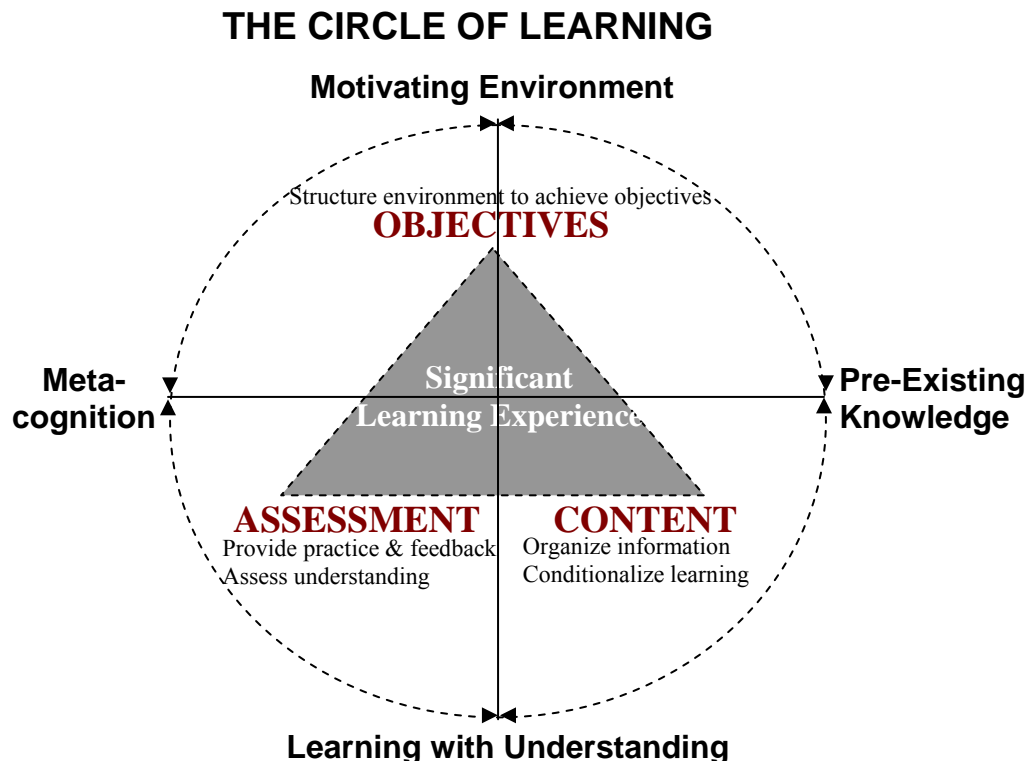 THE CIRCLE OF LEARNING
Motivating Environment
Structure environment to achieve objectives
OBJECTIVES
Meta-
cognition
Significant
Learning Experience
Pre-Existing
Knowledge
ASSESSMENT
Provide practice & feedback
Assess understanding
CONTENT
Organize information
Conditionalize learning
Learning with Understanding